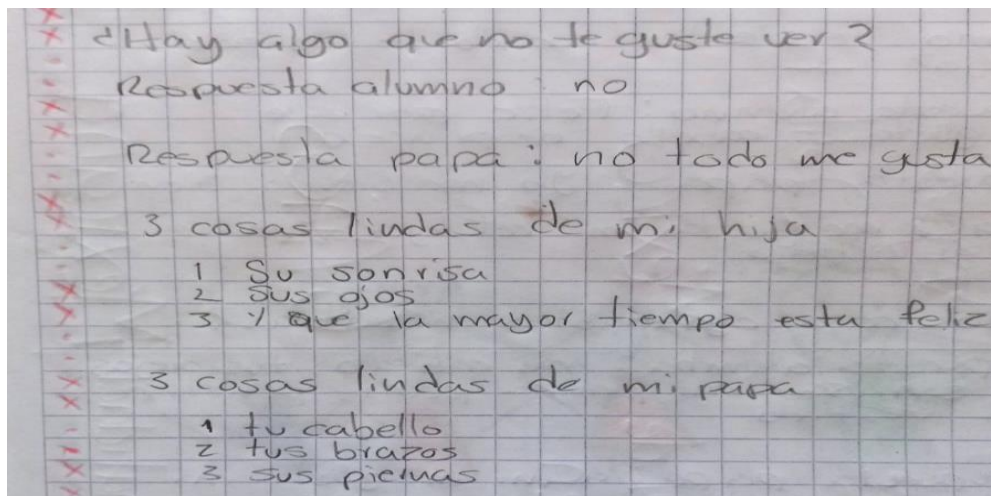 ¿Hay algo que no te guste ver?
Respuesta alumno : no
Respuesta papa : no todo me gusta
3 cosas lindas de mi hija
1 Su sonrisa
2 sus ojos
3 y que la mayor tiempo esta feliz
3 cosas lindas de mi papa
1 tu cabello
2 tus brazos
3 sus piernas